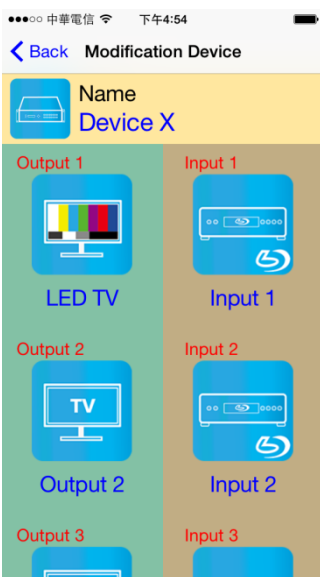 中華電信 下午4:54
Back Modification Device
Name
Device X
Output 1 Input 1
LED TV Input 1
Output 2 Input 2
TV
Output 2 Input 2
Output 3 Input 3